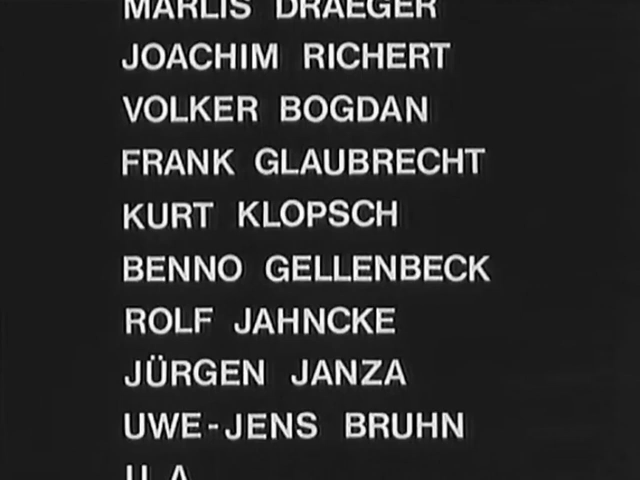 MARLIS DRAEGER
JOACHIM RICHERT
VOLKER BOGDAN
FRANK GLAUBRECHT
KURT KLOPSCH
BENNO GELLENBECK
ROLF JAHNCKE
JÜRGEN JANZA
UWE-JENS BRUHN
U.A.